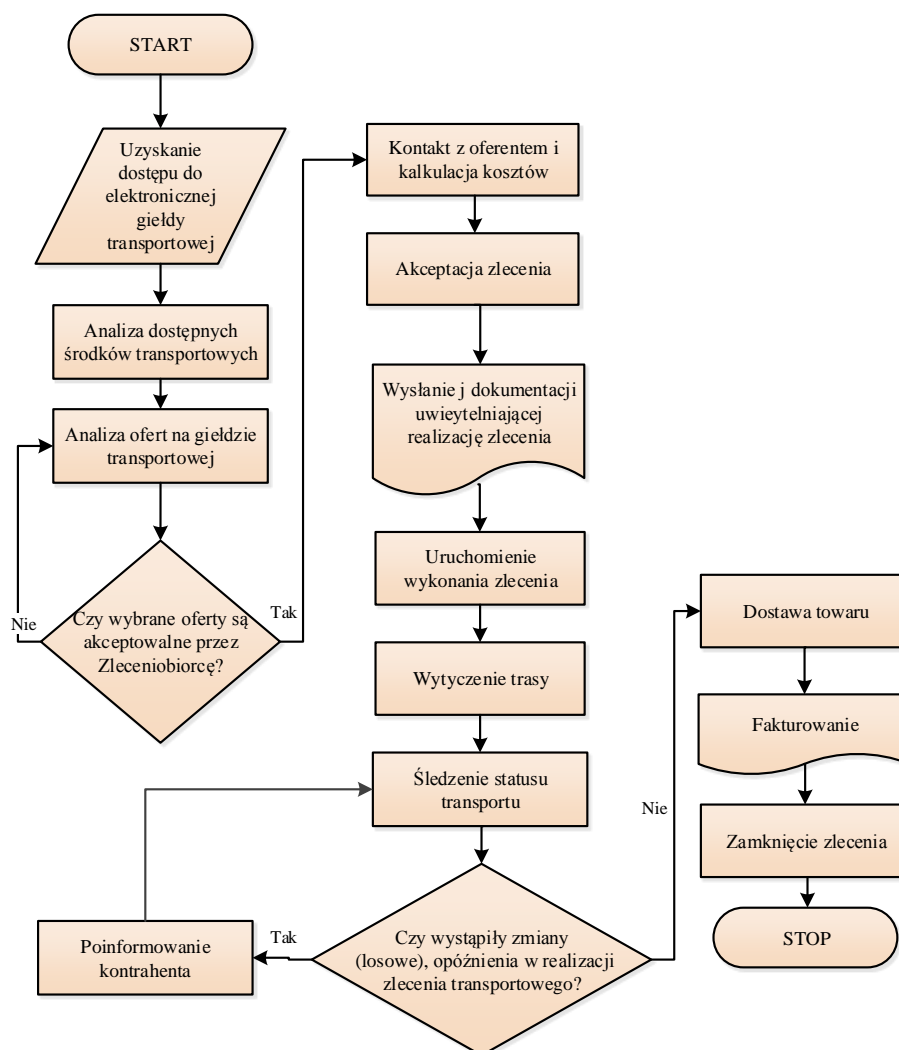 START
Uzyskanie
dostępu do
elektronicznej
giełdy
transportowej
Analiza dostępnych
środków transportowych
Analiza ofert na giełdzie
transportowej
Czy wybrane oferty są
akceptowalne przez
Zleceniobiorcę?
Nie
Tak
Kontakt z oferentem i
kalkulacja kosztów
Akceptacja zlecenia
Wysłanie j dokumentacji
uwieytelniającej
realizację zlecenia
Uruchomienie
wykonania zlecenia
Wytyczenie trasy
Śledzenie statusu
transportu
Czy wystąpiły zmiany
(losowe), opóźnienia w realizacji
zlecenia transportowego?
Tak
Poinformowanie
kontrahenta
Nie
Dostawa towaru
Fakturowanie
Zamknięcie zlecenia
STOP